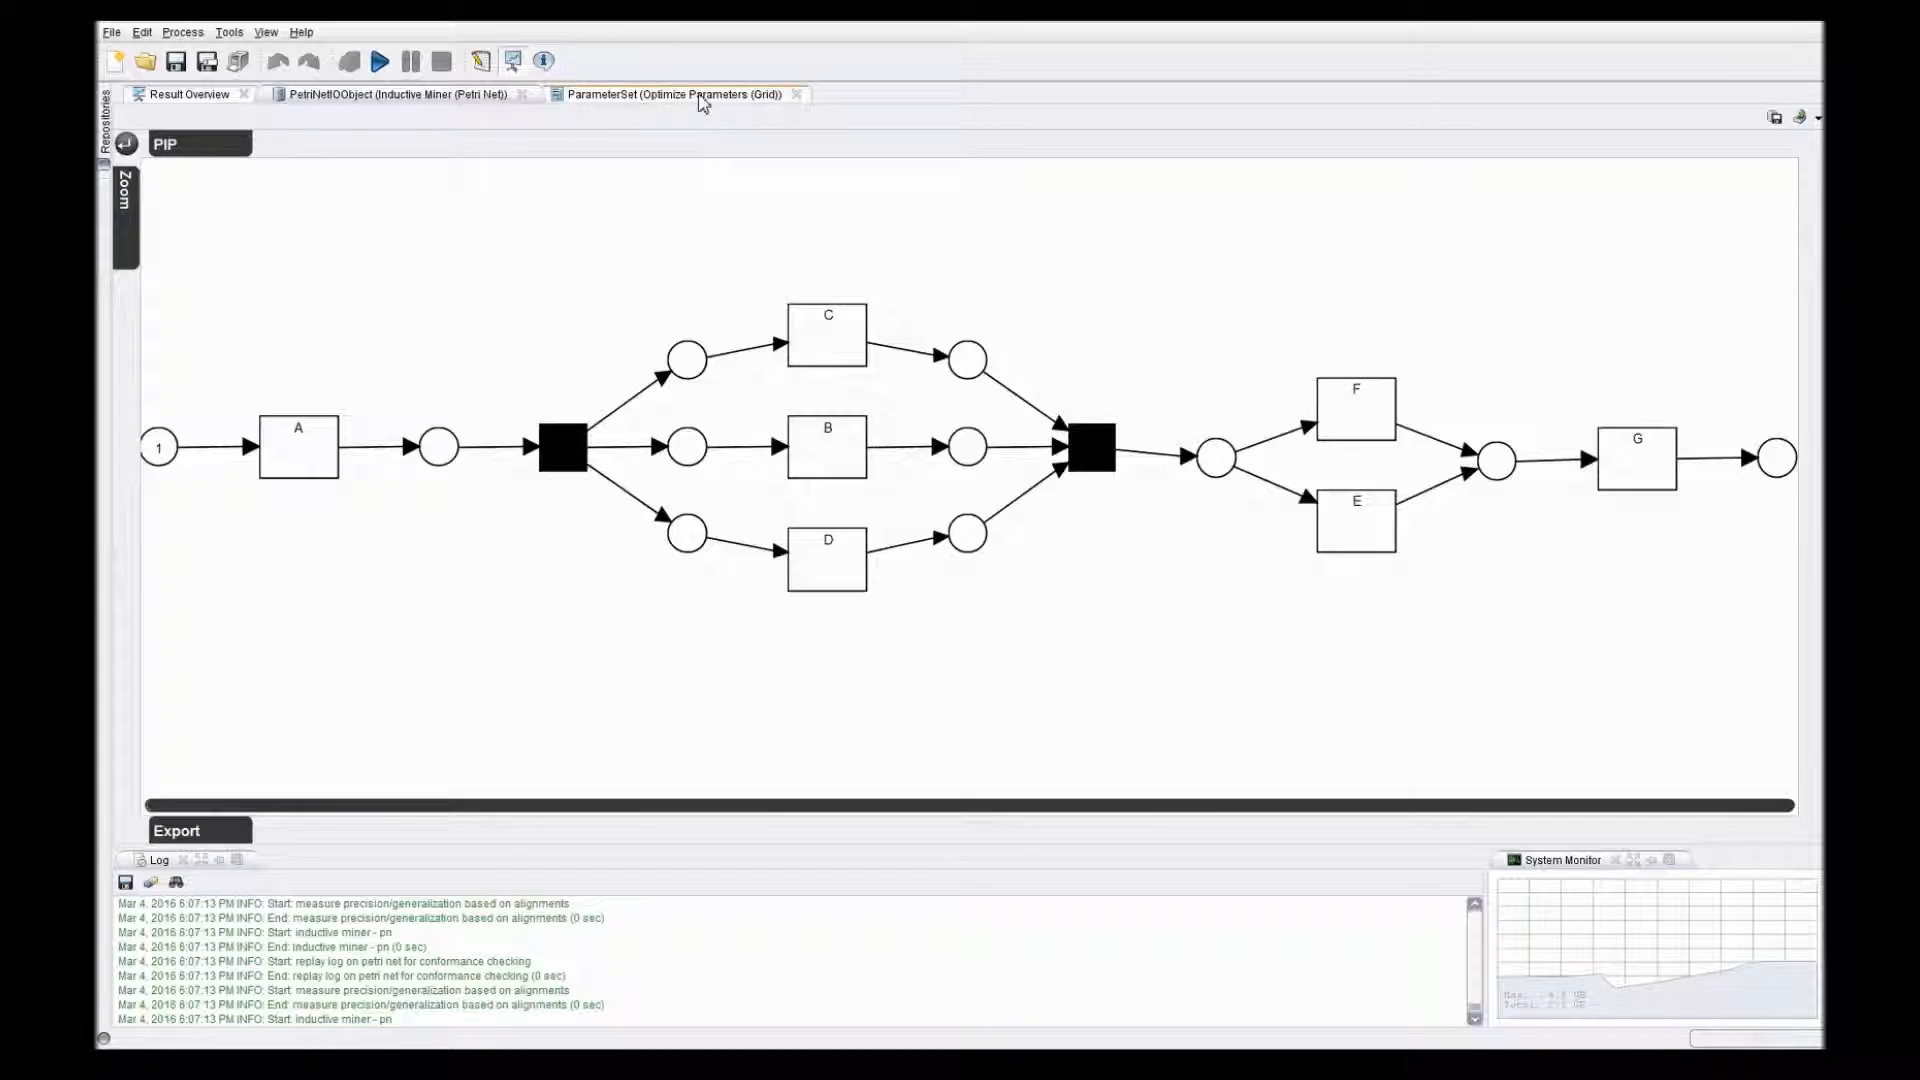 File Edit Process Tools View Help
Result Overview PetriNetIOObject (Inductive Miner (Petri Net)) ParameterSet (Optimize Parameters (Grid))
Repositories
PIP
Zoom
C
F
A
B
G
1
E
D
Export
Log
System Monitor
Mar 4, 2016 6:07:13 PM INFO: Start: measure precision/generalization based on alignments
Mar 4, 2016 6:07:13 PM INFO: End: measure precision/generalization based on alignments (0 sec)
Mar 4, 2016 6:07:13 PM INFO: Start: inductive miner - pn
Mar 4, 2016 6:07:13 PM INFO: End: inductive miner - pn (0 sec)
Mar 4, 2016 6:07:13 PM INFO: Start: replay log on petri net for conformance checking
Mar 4, 2016 6:07:13 PM INFO: End: replay log on petri net for conformance checking (0 sec)
Mar 4, 2016 6:07:13 PM INFO: Start: measure precision/generalization based on alignments
Mar 4, 2016 6:07:13 PM INFO: End: measure precision/generalization based on alignments (0 sec)
Mar 4, 2016 6:07:13 PM INFO: Start: inductive miner - pn